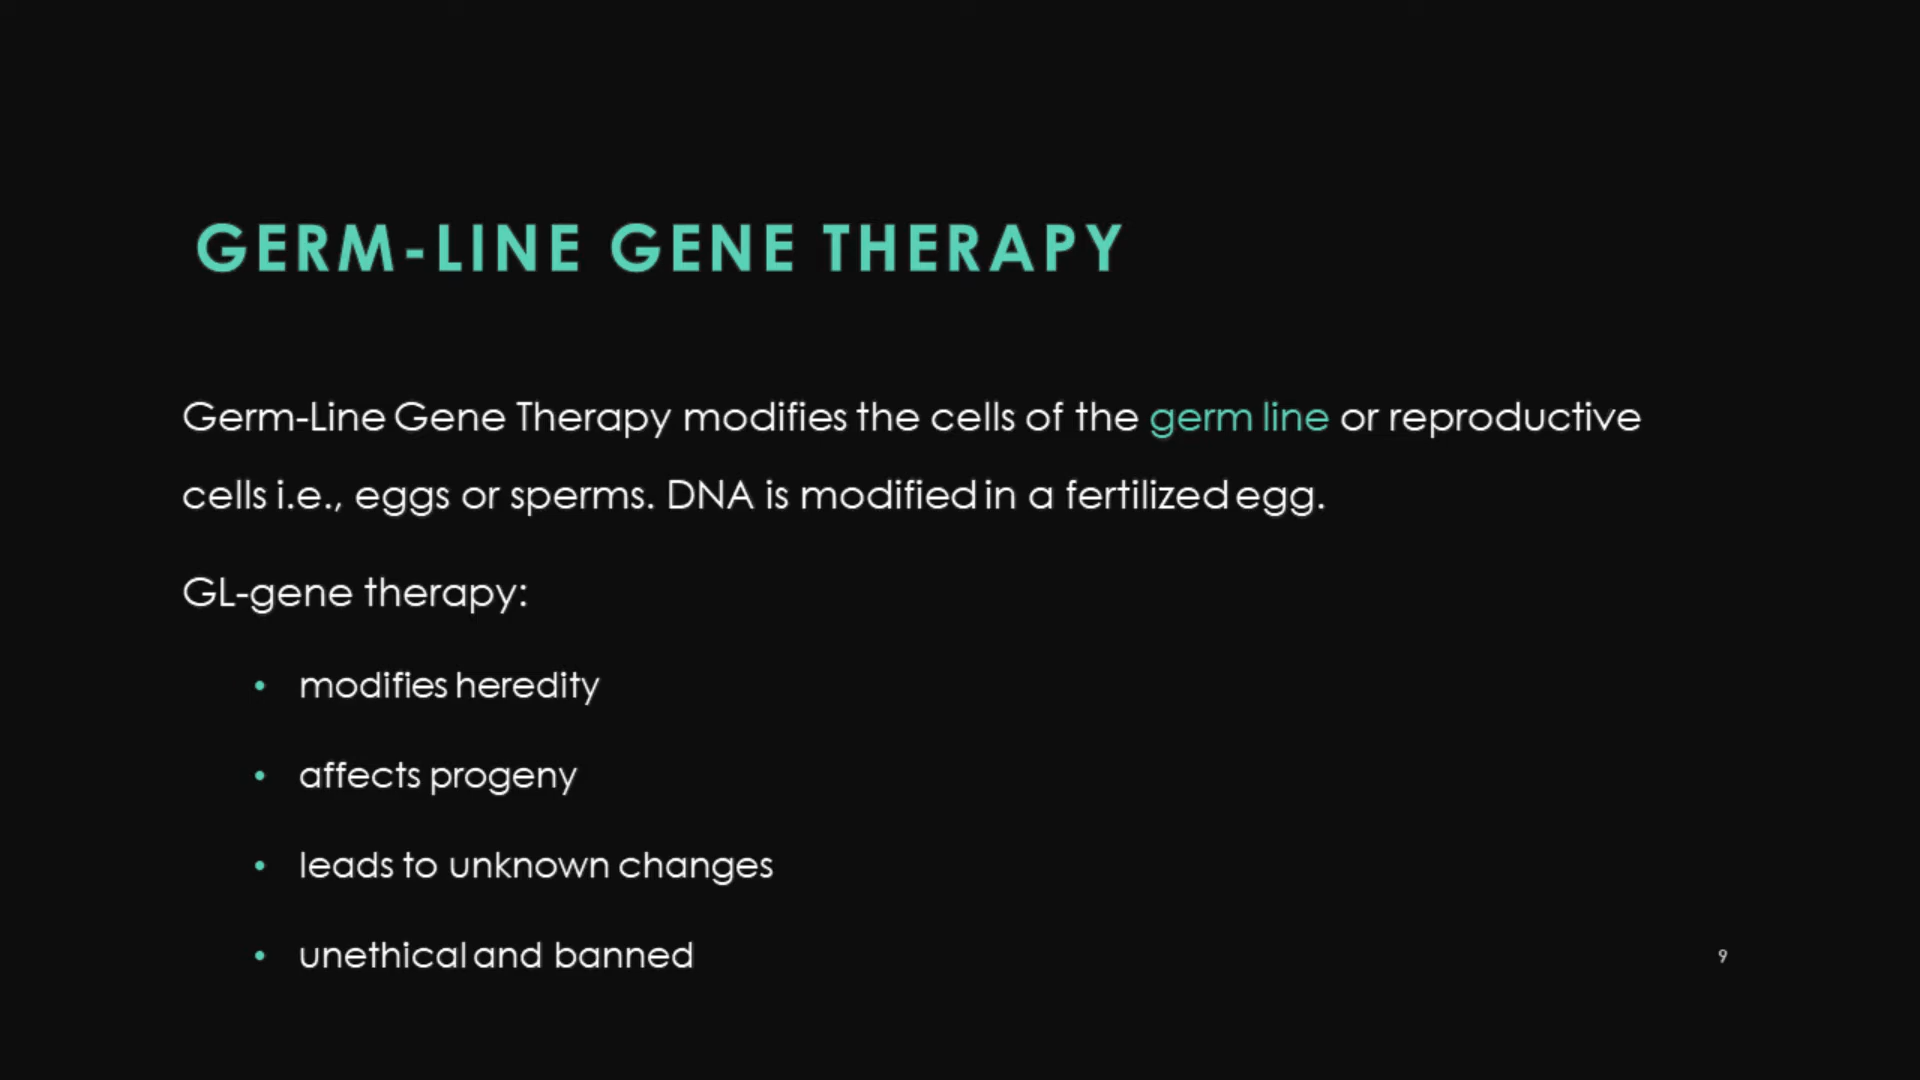 GERM-LINE GENE THERAPY
Germ-Line Gene Therapy modifies the cells of the germ line or reproductive
cells i.e., eggs or sperms. DNA is modified in a fertilized egg.
GL-gene therapy:
• modifies heredity
• affects progeny
• leads to unknown changes
• unethical and banned
9